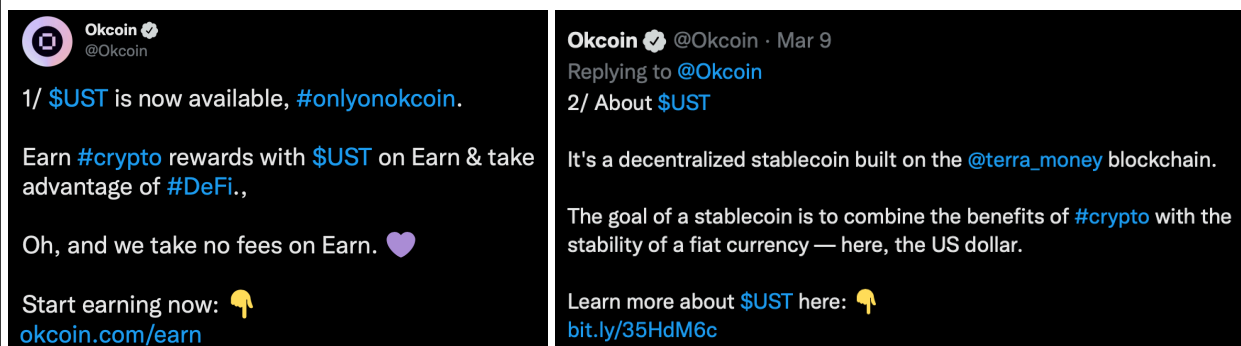 Okcoin
@Okcoin
1/ $UST is now available, #onlyonokcoin.
Earn #crypto rewards with $UST on Earn & take
advantage of #DeFi.,
Oh, and we take no fees on Earn. 💜
Start earning now: 👇
okcoin.com/earn
Okcoin @Okcoin · Mar 9
Replying to @Okcoin
2/ About $UST
It's a decentralized stablecoin built on the @terra_money blockchain.
The goal of a stablecoin is to combine the benefits of #crypto with the
stability of a fiat currency — here, the US dollar.
Learn more about $UST here: 👇
bit.ly/35HdM6c